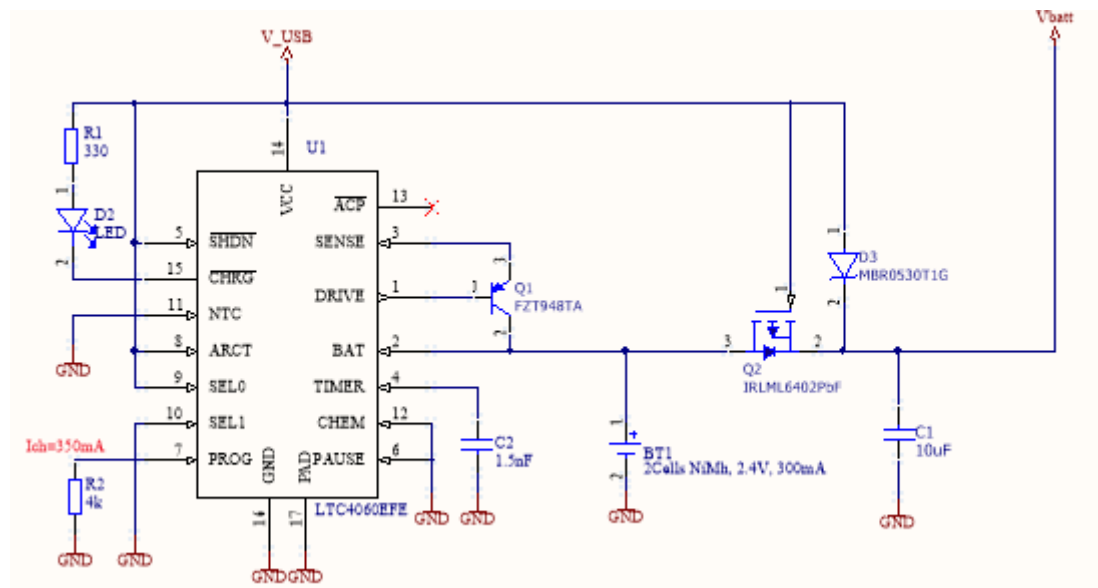 Vbatt
V_USB
R1
330
14
U1
VCC
1
D2
LED
2
ACP
13
5
SHDN
SENSE
3
3
15
CHRG
DRIVE
1
1
Q1
FZT948TA
11
NTC
2
GND
8
ARCT
BAT
2
9
SEL0
TIMER
4
10
SEL1
CHEM
12
Ich=350mA
7
PROG
PAUSE
6
R2
4k
GND
PAD
LTC4060EFE
16
17
GND
GND
GND
GND
GND
C2
1.5nF
GND
1
BT1
2Cells NiMh, 2.4V, 300mA
2
GND
1
3
2
Q2
IRLML6402PbF
1
D3
MBR0530T1G
2
C1
10uF
GND